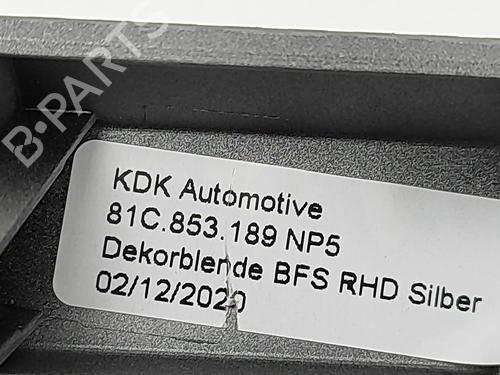 B-PARTS
KDK Automotive
81C.853.189 NP5
Dekorblende BFS RHD Silber
02/12/2020